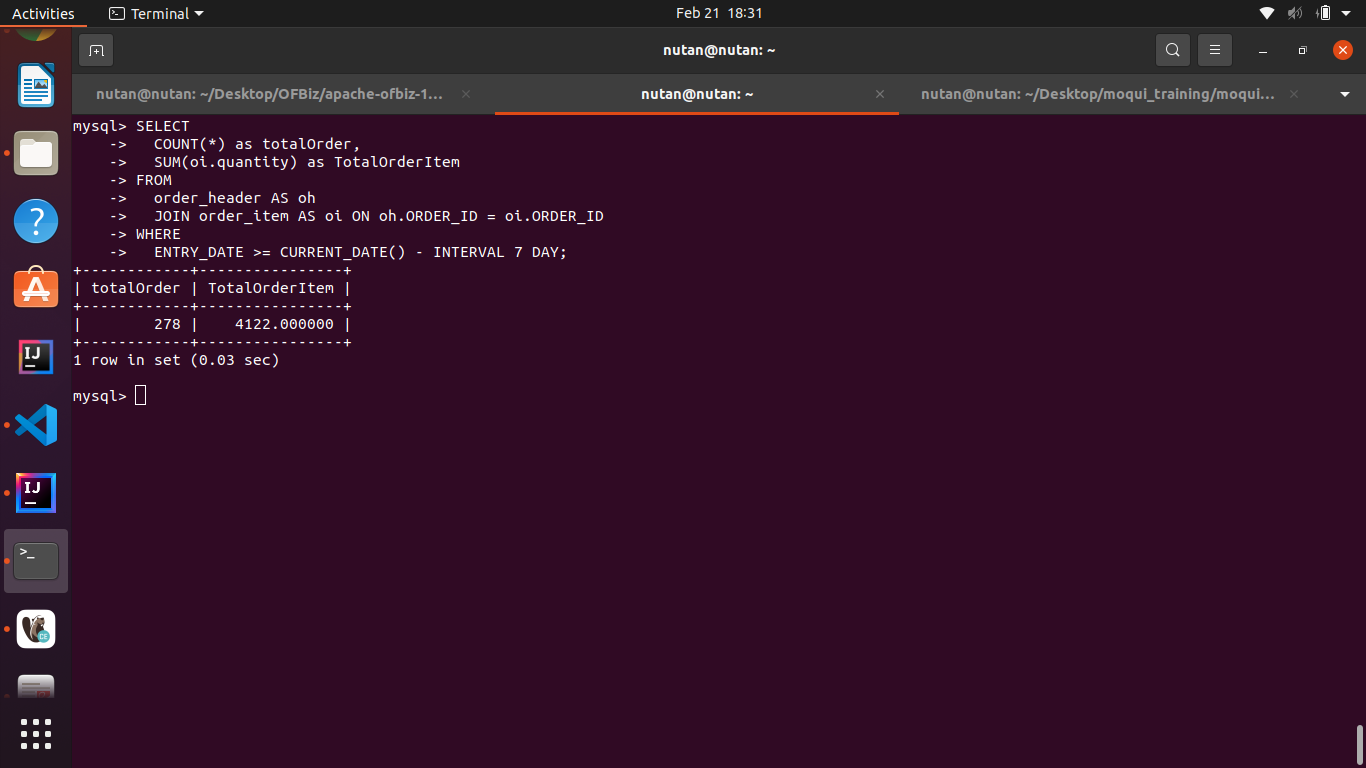 Activities
Terminal
Feb 21 18:31
nutan@nutan: ~
nutan@nutan: ~/Desktop/OFBiz/apache-ofbiz-1...
nutan@nutan: ~
nutan@nutan: ~/Desktop/moqui_training/moqui...
mysql> SELECT
    ->   COUNT(*) as totalOrder,
    ->   SUM(oi.quantity) as TotalOrderItem
    -> FROM
    ->   order_header AS oh
    ->   JOIN order_item AS oi ON oh.ORDER_ID = oi.ORDER_ID
    -> WHERE
    ->   ENTRY_DATE >= CURRENT_DATE() - INTERVAL 7 DAY;
+------------+----------------+
| totalOrder | TotalOrderItem |
+------------+----------------+
|        278 |    4122.000000 |
+------------+----------------+
1 row in set (0.03 sec)
mysql>
?
A
IJ
IJ
>_
CE